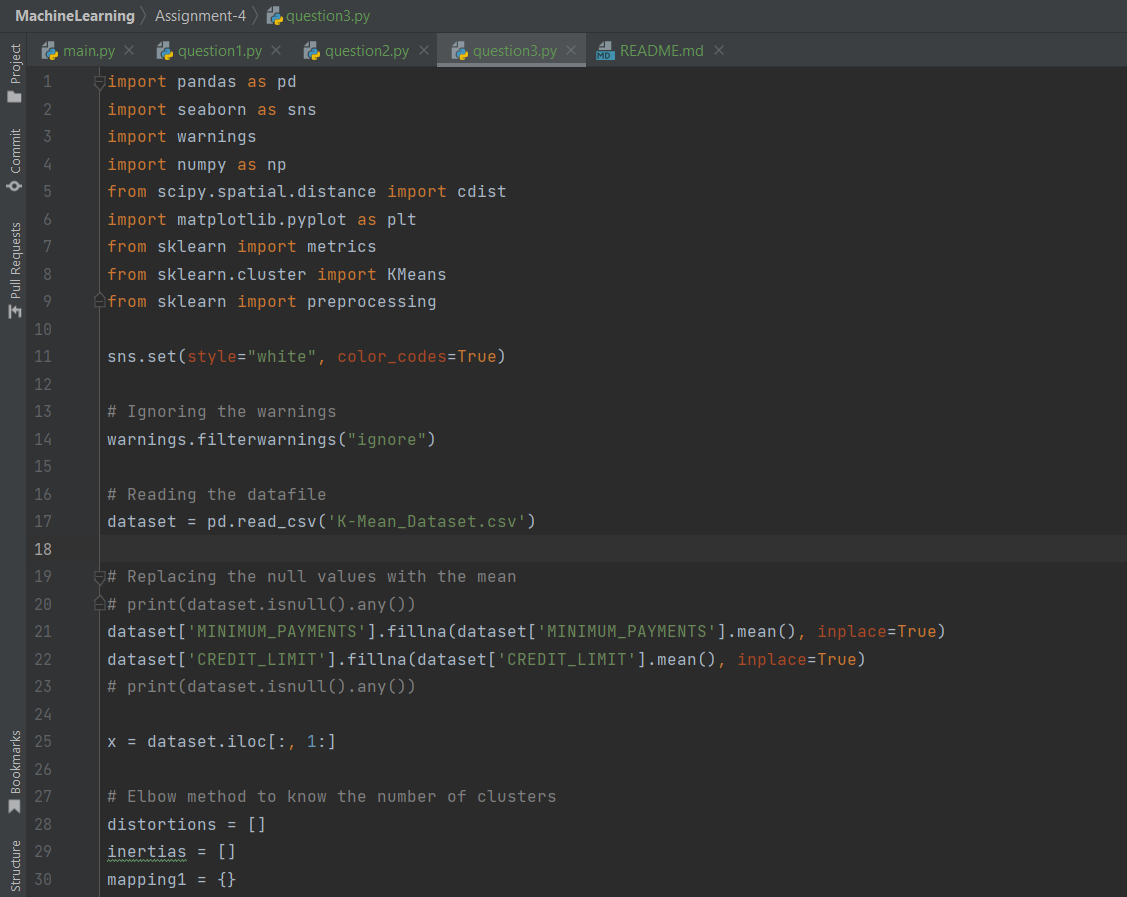 MachineLearning 〉 Assignment-4 〉 question3.py
main.py × question1.py × question2.py × question3.py × README.md ×
Project
Commit
Pull Requests
Bookmarks
Structure
1 import pandas as pd
2 import seaborn as sns
3 import warnings
4 import numpy as np
5 from scipy.spatial.distance import cdist
6 import matplotlib.pyplot as plt
7 from sklearn import metrics
8 from sklearn.cluster import KMeans
9 from sklearn import preprocessing
10
11 sns.set(style="white", color_codes=True)
12
13 # Ignoring the warnings
14 warnings.filterwarnings("ignore")
15
16 # Reading the datafile
17 dataset = pd.read_csv('K-Mean_Dataset.csv')
18
19 # Replacing the null values with the mean
20 # print(dataset.isnull().any())
21 dataset['MINIMUM_PAYMENTS'].fillna(dataset['MINIMUM_PAYMENTS'].mean(), inplace=True)
22 dataset['CREDIT_LIMIT'].fillna(dataset['CREDIT_LIMIT'].mean(), inplace=True)
23 # print(dataset.isnull().any())
24
25 x = dataset.iloc[:, 1:]
26
27 # Elbow method to know the number of clusters
28 distortions = []
29 inertias = []
30 mapping1 = {}